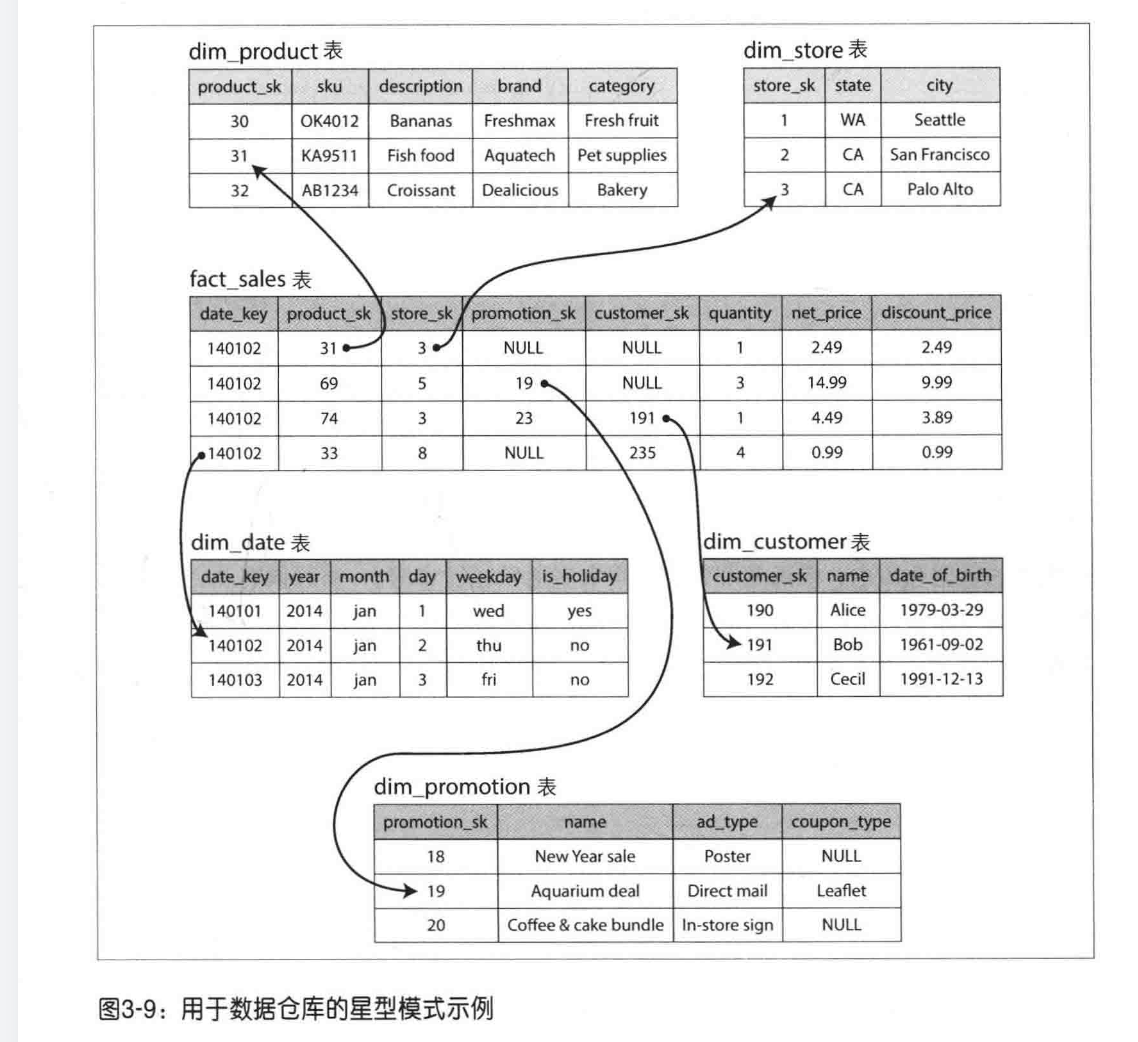 dim_product 表
product_sk sku description brand category
30 OK4012 Bananas Freshmax Fresh fruit
31 KA9511 Fish food Aquatech Pet supplies
32 AB1234 Croissant Dealicious Bakery
dim_store 表
store_sk state city
1 WA Seattle
2 CA San Francisco
3 CA Palo Alto
fact_sales 表
date_key product_sk store_sk promotion_sk customer_sk quantity net_price discount_price
140102 31 3 NULL NULL 1 2.49 2.49
140102 69 5 19 NULL 3 14.99 9.99
140102 74 3 23 191 1 4.49 3.89
140102 33 8 NULL 235 4 0.99 0.99
dim_date 表
date_key year month day weekday is_holiday
140101 2014 jan 1 wed yes
140102 2014 jan 2 thu no
140103 2014 jan 3 fri no
dim_customer 表
customer_sk name date_of_birth
190 Alice 1979-03-29
191 Bob 1961-09-02
192 Cecil 1991-12-13
dim_promotion 表
promotion_sk name ad_type coupon_type
18 New Year sale Poster NULL
19 Aquarium deal Direct mail Leaflet
20 Coffee & cake bundle In-store sign NULL
图3-9：用于数据仓库的星型模式示例